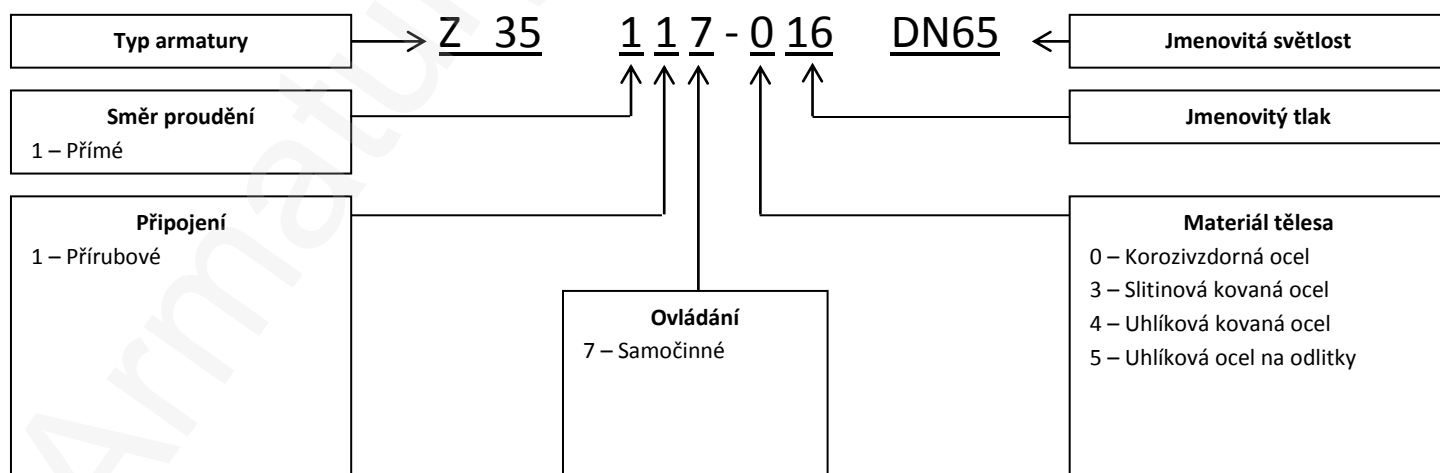 Typ armatury
Z 35 1 1 7 - 0 16 DN65
Jmenovitá světlost
Směr proudění
1 – Přímé
Jmenovitý tlak
Připojení
1 – Přírubové
Ovládání
7 – Samočinné
Materiál tělesa
0 – Korozivzdorná ocel
3 – Slitinová kovaná ocel
4 – Uhlíková kovaná ocel
5 – Uhlíková ocel na odlitky
Armatu